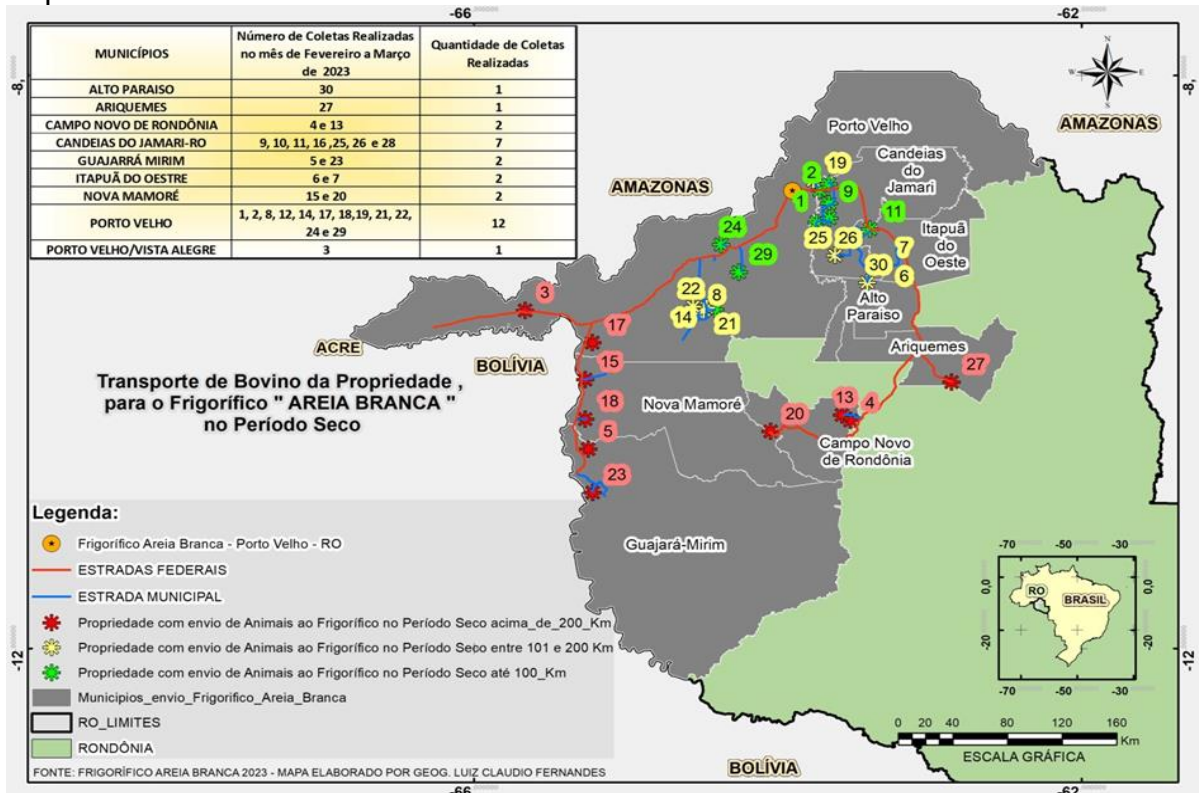 -66
-62
MUNICÍPIOS
Número de Coletas Realizadas
no mês de Fevereiro a Março
de 2023
Quantidade de Coletas
Realizadas
ALTO PARAISO 30 1
ARIQUEMES 27 1
CAMPO NOVO DE RONDÔNIA 4 e 13 2
CANDEIAS DO JAMARI-RO 9, 10, 11, 16 ,25, 26 e 28 7
GUAJARRÁ MIRIM 5 e 23 2
ITAPUÃ DO OESTRE 6 e 7 2
NOVA MAMORÉ 15 e 20 2
PORTO VELHO 1, 2, 8, 12, 14, 17, 18,19, 21, 22,
24 e 29 12
PORTO VELHO/VISTA ALEGRE 3 1
N
W E
S
-8,
-8,
AMAZONAS
Porto Velho
Candeias
do
Jamari
AMAZONAS
19
2
9
1
11
Itapuã
do
Oeste
24
25
26
7
29
30
6
22
8
Alto
Paraíso
3
14
21
17
ACRE
BOLÍVIA
Ariquemes
15
27
Transporte de Bovino da Propriedade ,
para o Frigorífico " AREIA BRANCA "
no Período Seco
18
Nova Mamoré
13
4
20
5
Campo Novo
de Rondônia
23
Guajará-Mirim
Legenda:
Frigorífico Areia Branca - Porto Velho - RO
ESTRADAS FEDERAIS
ESTRADA MUNICIPAL
Propriedade com envio de Animais ao Frigorífico no Período Seco acima_de_200_Km
Propriedade com envio de Animais ao Frigorífico no Período Seco entre 101 e 200 Km
Propriedade com envio de Animais ao Frigorífico no Período Seco até 100_Km
Municipios_envio_Frigorifico_Areia_Branca
RO_LIMITES
RONDÔNIA
FONTE: FRIGORÍFICO AREIA BRANCA 2023 - MAPA ELABORADO POR GEOG. LUIZ CLAUDIO FERNANDES
-70 -50 -30
0,0
0,0
RO
BRASIL
-20
-20
-70 -50 -30
-12
-12
0 20 40 80 120 160
Km
ESCALA GRÁFICA
BOLÍVIA
-66
-62